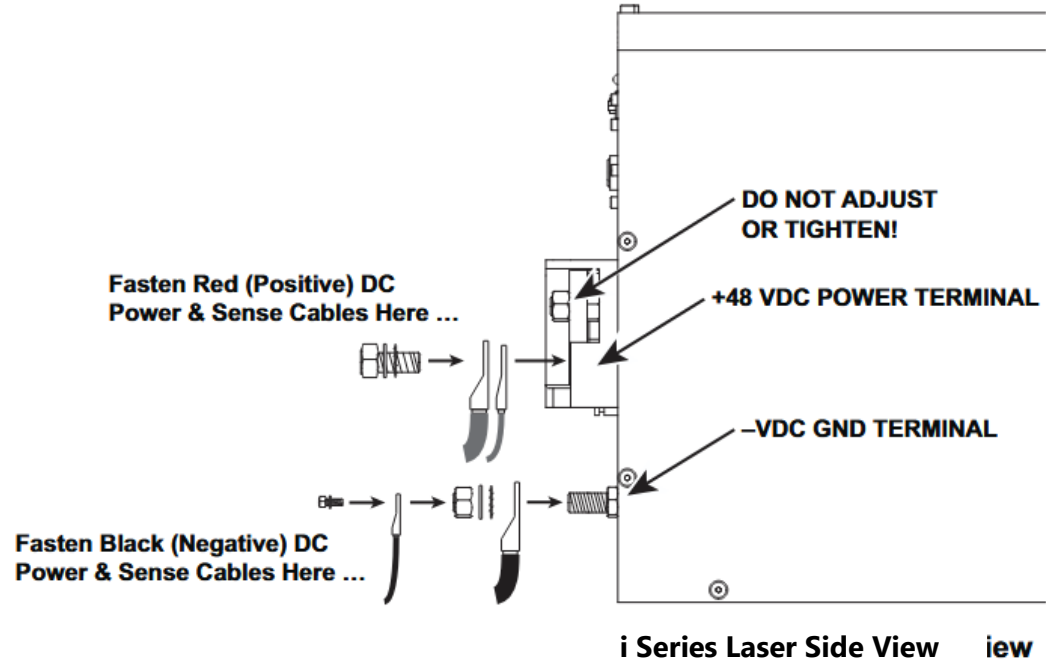 DO NOT ADJUST
OR TIGHTEN!
Fasten Red (Positive) DC
Power & Sense Cables Here …
+48 VDC POWER TERMINAL
–VDC GND TERMINAL
Fasten Black (Negative) DC
Power & Sense Cables Here …
i Series Laser Side View iew